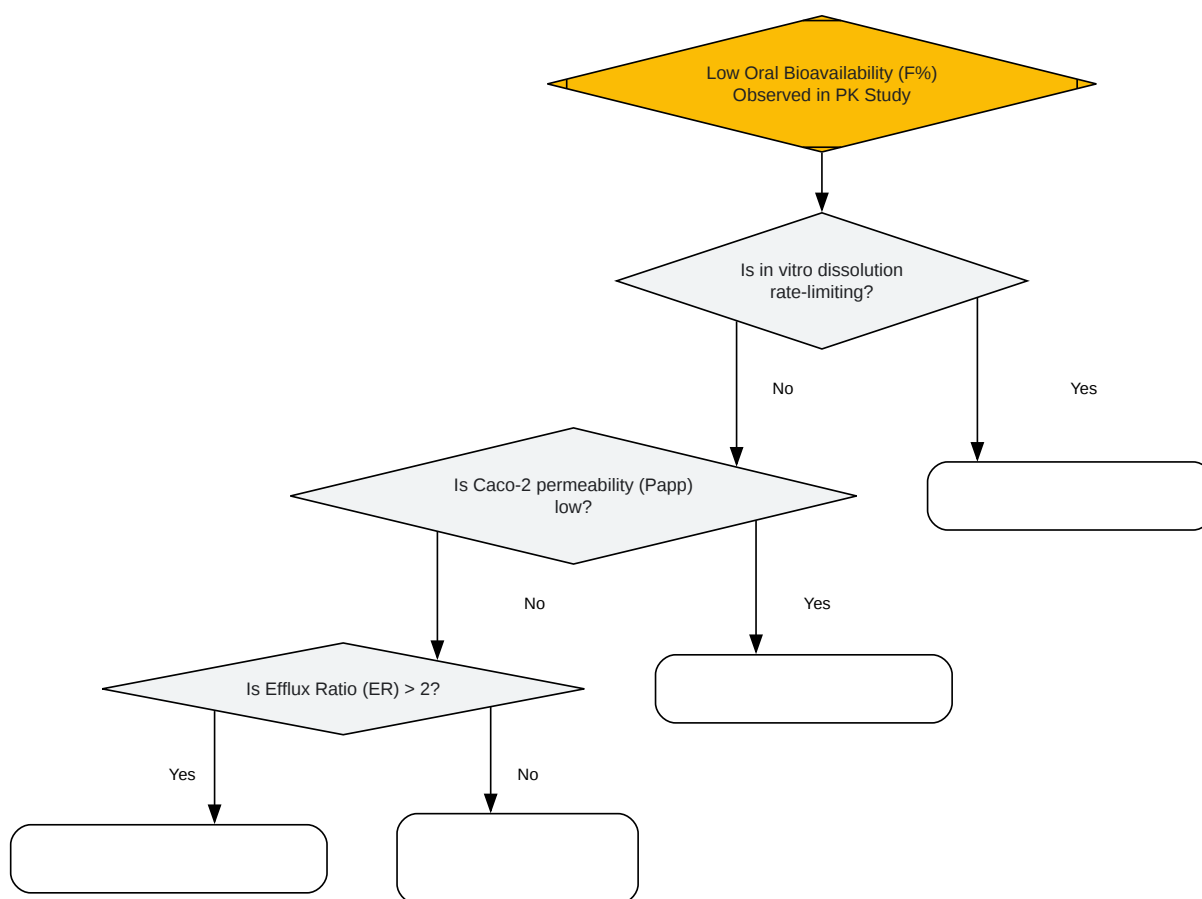 Low Oral Bioavailability (F%)
Observed in PK Study
Is in vitro dissolution
rate-limiting?
No
Yes
Is Caco-2 permeability (Papp)
low?
No
Yes
Is Efflux Ratio (ER) > 2?
Yes
No